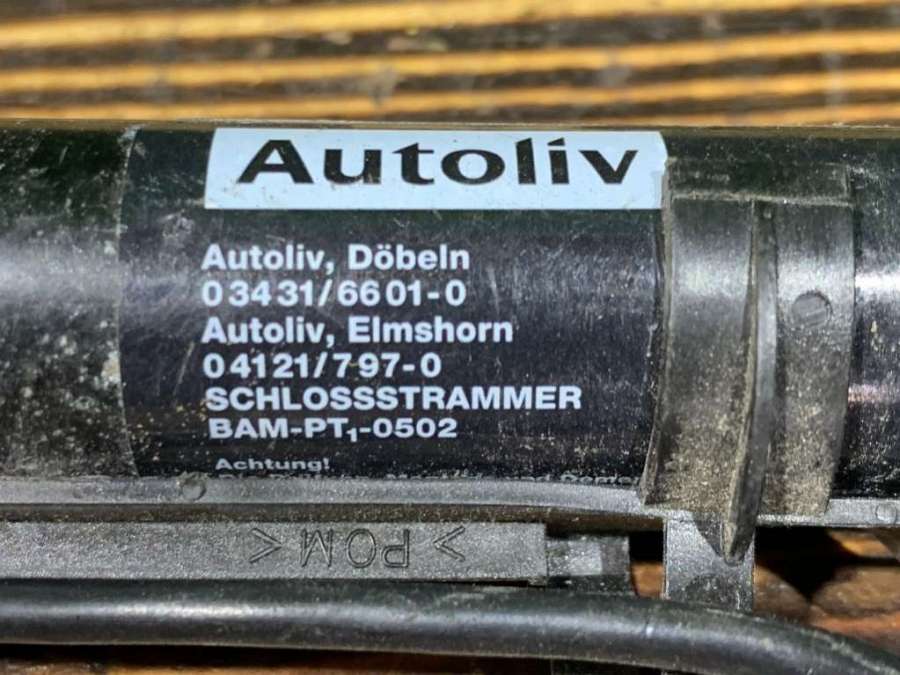 Autoliv
Autoliv, Döbeln
03431/6601-0
Autoliv, Elmshorn
04121/797-0
SCHLOSSSTRAMMER
BAM-PT₁-0502
Achtung!
>POM<